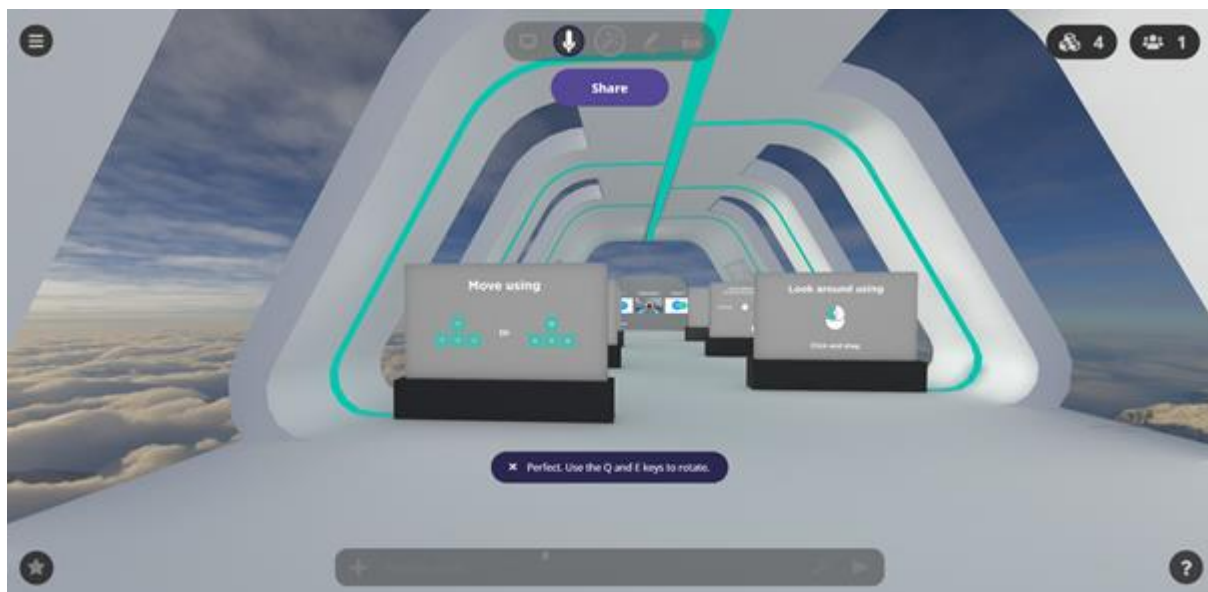 4
1
Share
Move using
or
Look around using
Click and drag
× Perfect. Use the Q and E keys to rotate.
?